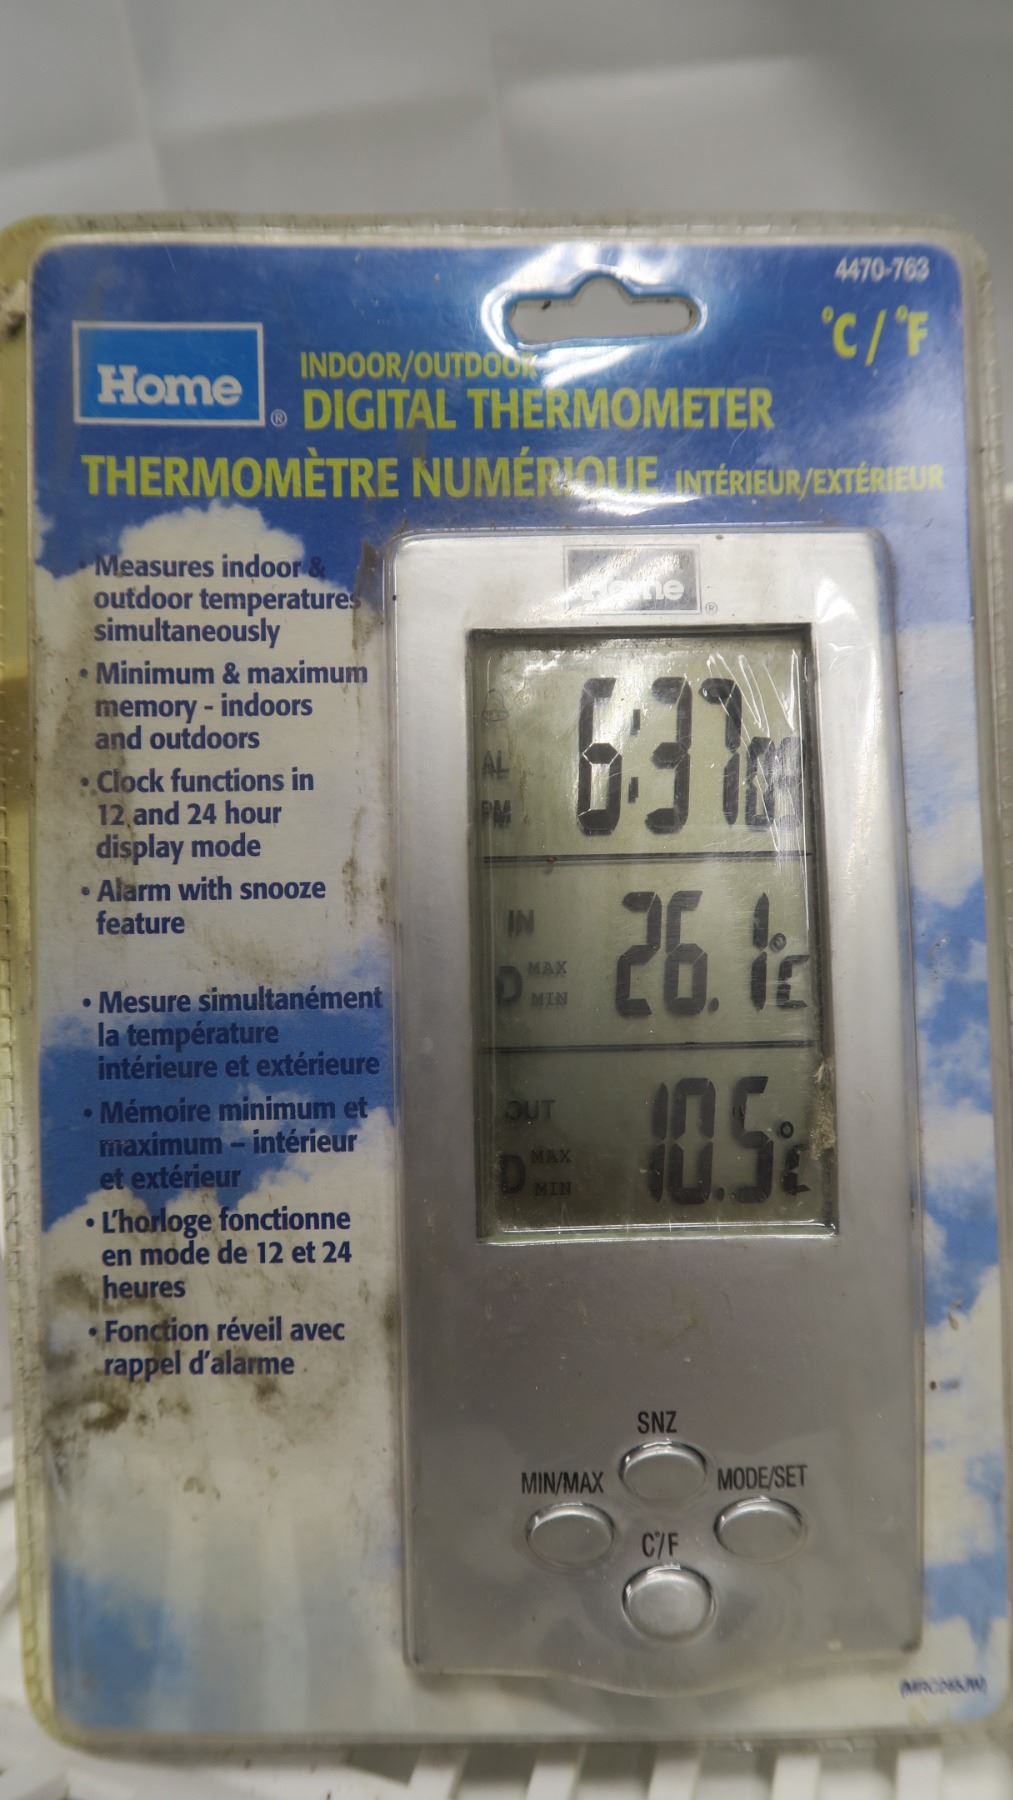 4470-763
°C / °F
Home ®
INDOOR/OUTDOOR
DIGITAL THERMOMETER
THERMOMÈTRE NUMÉRIQUE INTÉRIEUR/EXTÉRIEUR
• Measures indoor &
outdoor temperatures
simultaneously
• Minimum & maximum
memory - indoors
and outdoors
• Clock functions in
12 and 24 hour
display mode
• Alarm with snooze
feature
• Mesure simultanément
la température
intérieure et extérieure
• Mémoire minimum et
maximum – intérieur
et extérieur
• L'horloge fonctionne
en mode de 12 et 24
heures
• Fonction réveil avec
rappel d'alarme
Home ®
6:37
AL
PM
IN 26.1°C
MAX
MIN
OUT 10.5°C
MAX
MIN
SNZ
MIN/MAX MODE/SET
C°/F